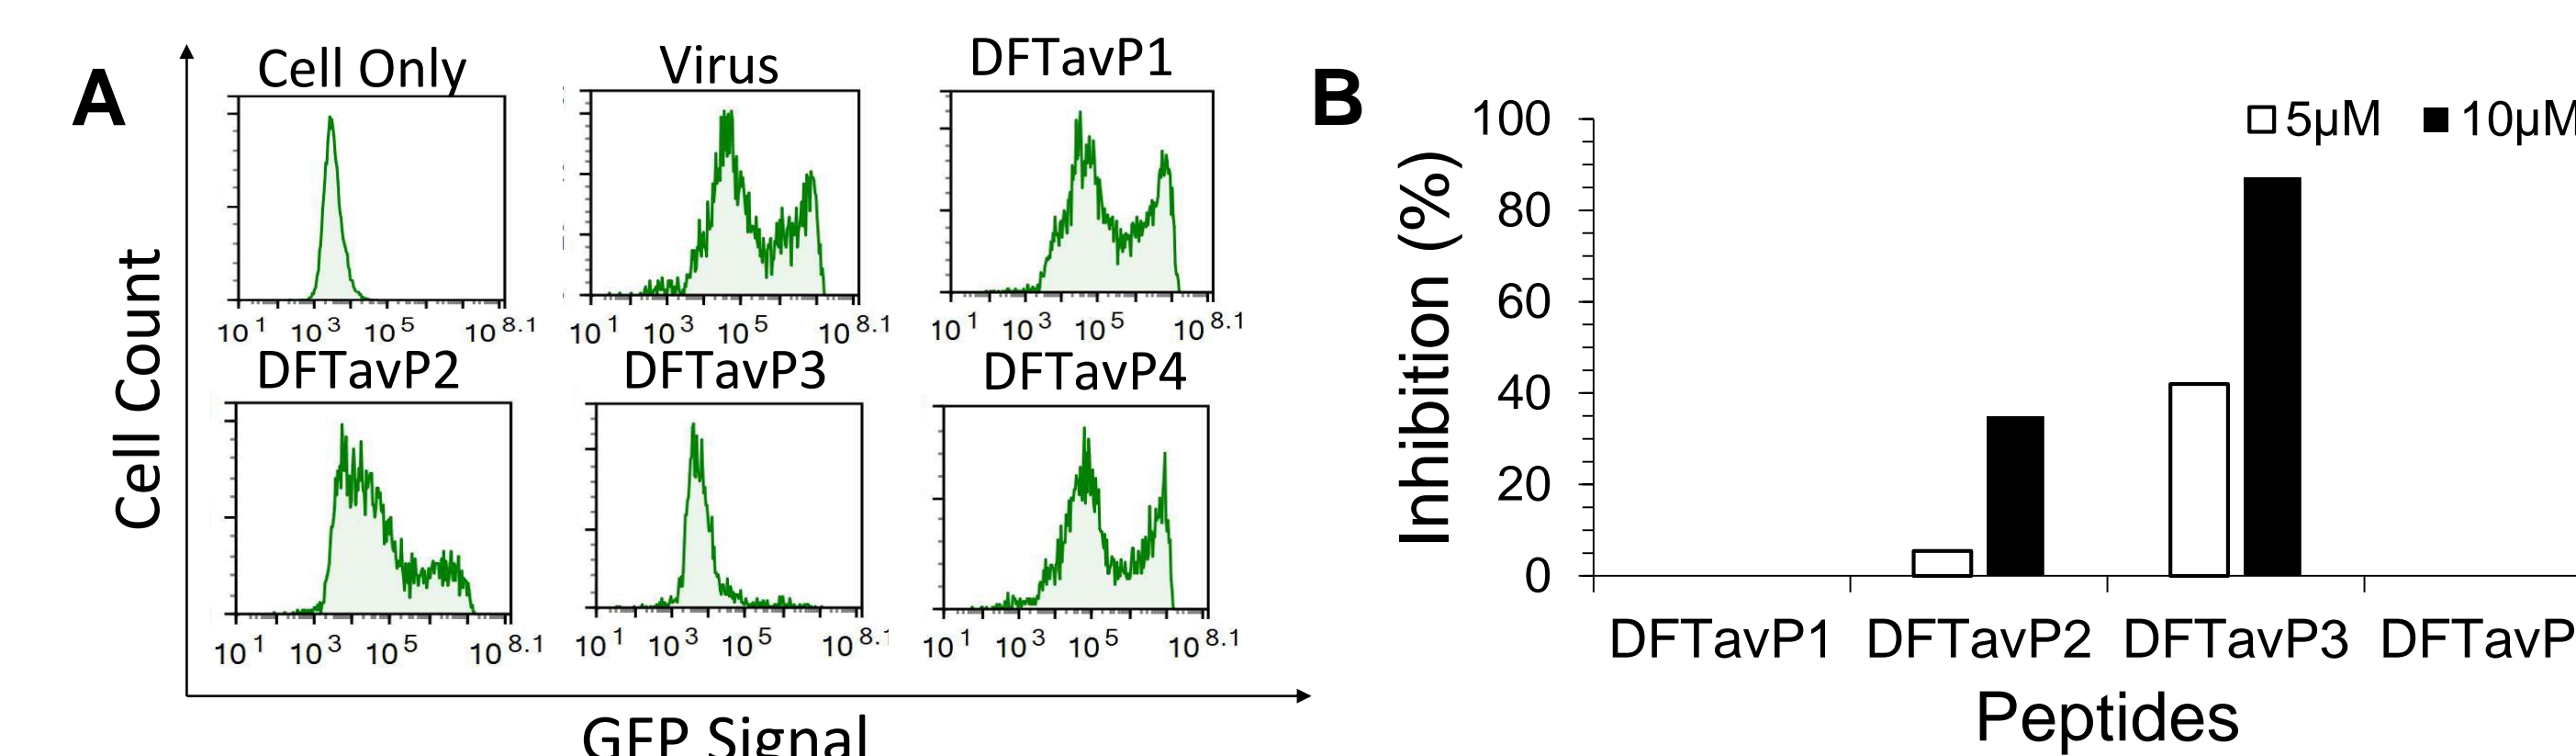 A
Cell Only
Virus
DFTavP1
10 1 10 3 10 5 10 8.1
10 1 10 3 10 5 10 8.1
10 1 10 3 10 5 10 8.1
DFTavP2
DFTavP3
DFTavP4
10 1 10 3 10 5 10 8.1
10 1 10 3 10 5 10 8.1
10 1 10 3 10 5 10 8.1
Cell Count
GFP Signal
B
5µM 10µM
Inhibition (%)
100
80
60
40
20
0
DFTavP1 DFTavP2 DFTavP3 DFTavP
Peptides